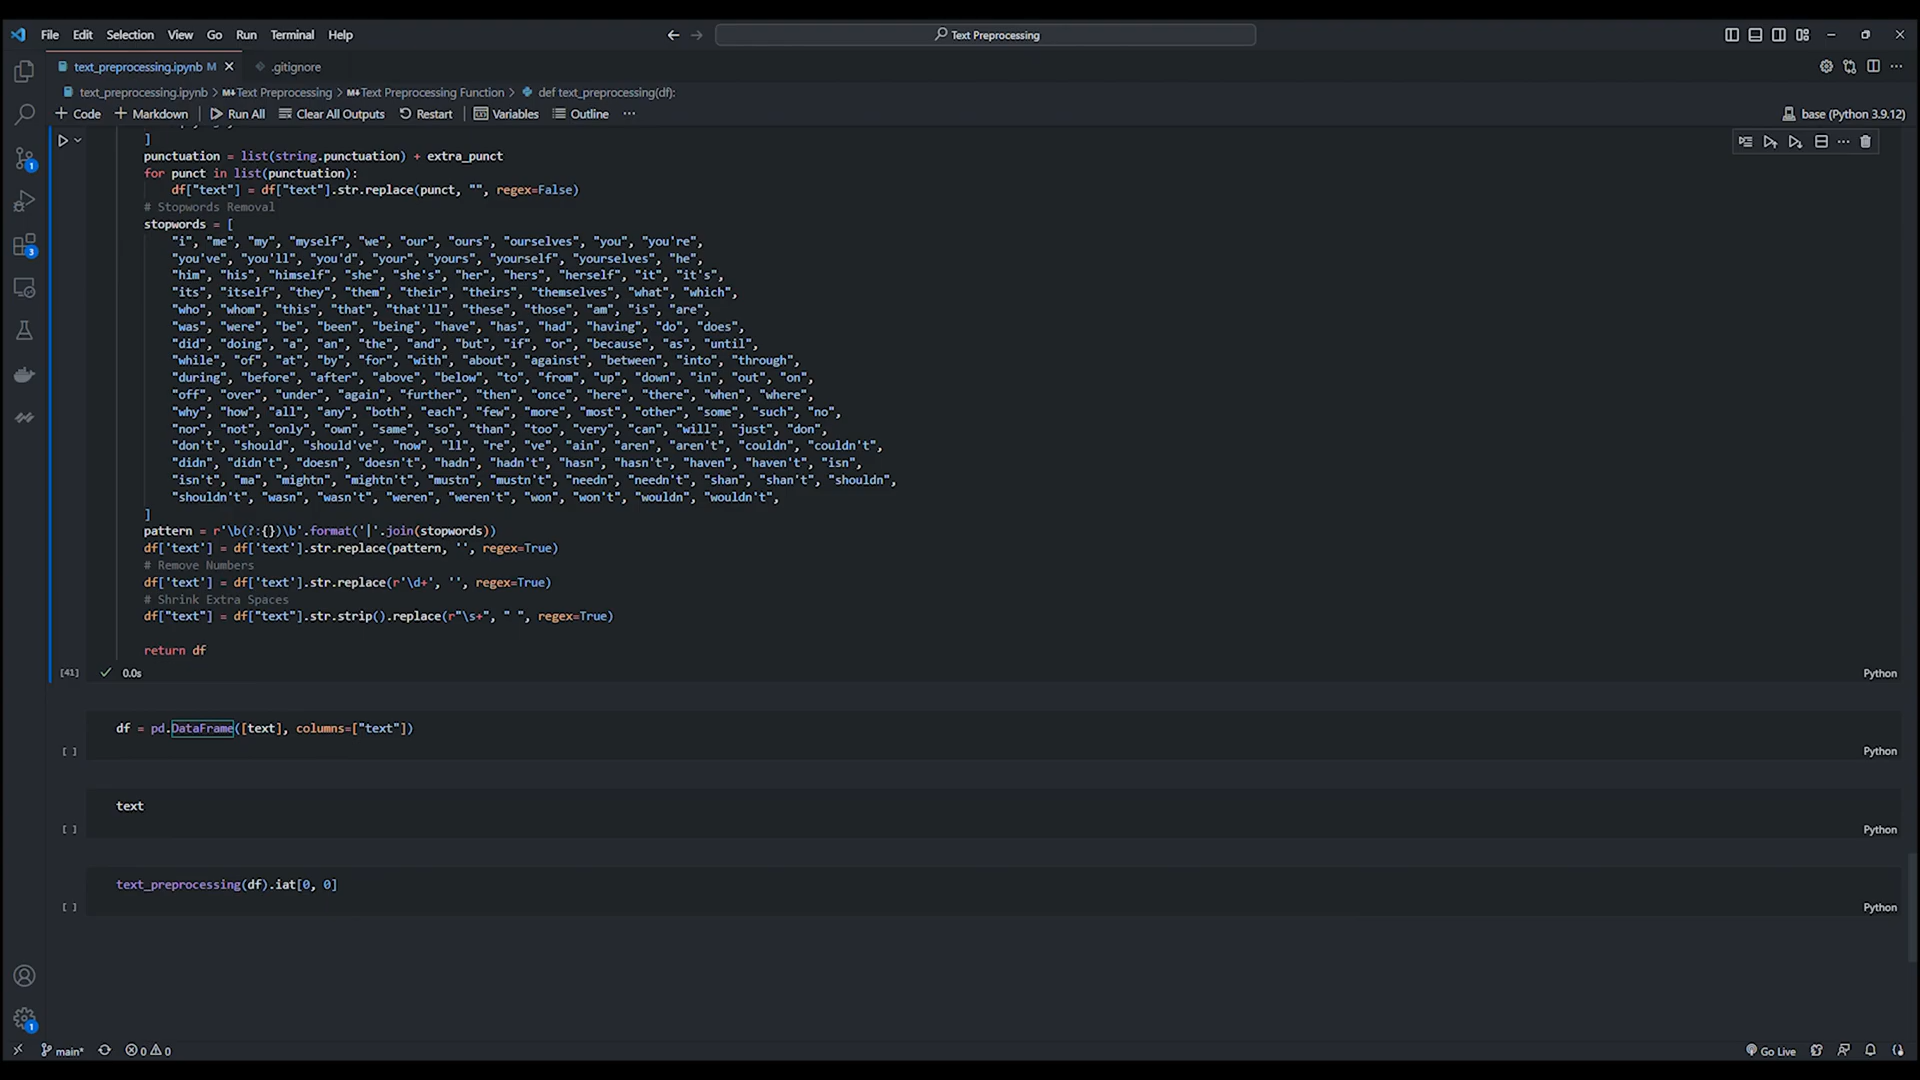 File Edit Selection View Go Run Terminal Help
Text Preprocessing
text_preprocessing.ipynb M
.gitignore
text_preprocessing.ipynb > M↓Text Preprocessing > M↓Text Preprocessing Function > def text_preprocessing(df):
+ Code + Markdown Run All Clear All Outputs Restart Variables Outline ...
base (Python 3.9.12)
]
punctuation = list(string.punctuation) + extra_punct
for punct in list(punctuation):
df["text"] = df["text"].str.replace(punct, "", regex=False)
# Stopwords Removal
stopwords = [
"i", "me", "my", "myself", "we", "our", "ours", "ourselves", "you", "you're",
"you've", "you'll", "you'd", "your", "yours", "yourself", "yourselves", "he",
"him", "his", "himself", "she", "she's", "her", "hers", "herself", "it", "it's",
"its", "itself", "they", "them", "their", "theirs", "themselves", "what", "which",
"who", "whom", "this", "that", "that'll", "these", "those", "am", "is", "are",
"was", "were", "be", "been", "being", "have", "has", "had", "having", "do", "does",
"did", "doing", "a", "an", "the", "and", "but", "if", "or", "because", "as", "until",
"while", "of", "at", "by", "for", "with", "about", "against", "between", "into", "through",
"during", "before", "after", "above", "below", "to", "from", "up", "down", "in", "out", "on",
"off", "over", "under", "again", "further", "then", "once", "here", "there", "when", "where",
"why", "how", "all", "any", "both", "each", "few", "more", "most", "other", "some", "such", "no",
"nor", "not", "only", "own", "same", "so", "than", "too", "very", "can", "will", "just", "don",
"don't", "should", "should've", "now", "ll", "re", "ve", "ain", "aren", "aren't", "couldn", "couldn't",
"didn", "didn't", "doesn", "doesn't", "hadn", "hadn't", "hasn", "hasn't", "haven", "haven't", "isn",
"isn't", "ma", "mightn", "mightn't", "mustn", "mustn't", "needn", "needn't", "shan", "shan't", "shouldn",
"shouldn't", "wasn", "wasn't", "weren", "weren't", "won", "won't", "wouldn", "wouldn't",
]
pattern = r'\b(?:{})\b'.format('|'.join(stopwords))
df['text'] = df['text'].str.replace(pattern, '', regex=True)
# Remove Numbers
df['text'] = df['text'].str.replace(r'\d+', '', regex=True)
# Shrink Extra Spaces
df["text"] = df["text"].str.strip().replace(r"\s+", " ", regex=True)
return df
[41] ✓ 0.0s Python
df = pd.DataFrame([text], columns=["text"])
[ ] Python
text
[ ] Python
text_preprocessing(df).iat[0, 0]
[ ] Python
1
3
1
main* 0 0 Go Live